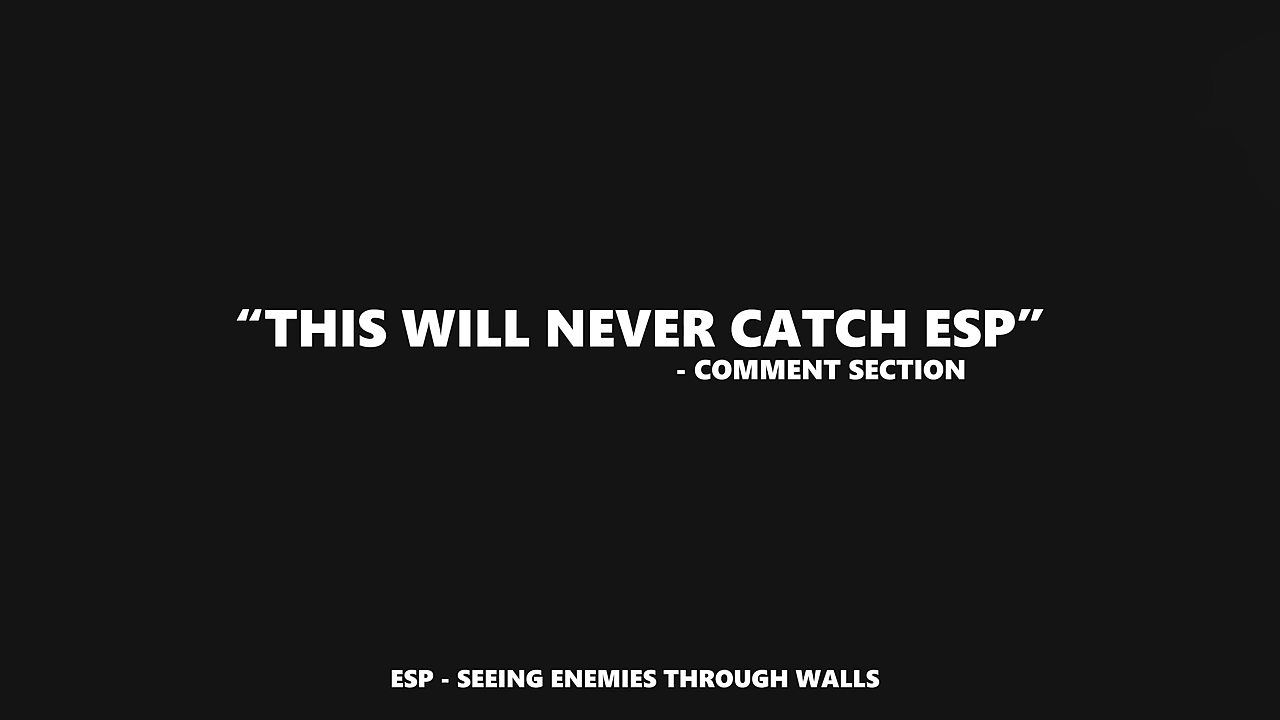 “THIS WILL NEVER CATCH ESP”
- COMMENT SECTION
ESP - SEEING ENEMIES THROUGH WALLS